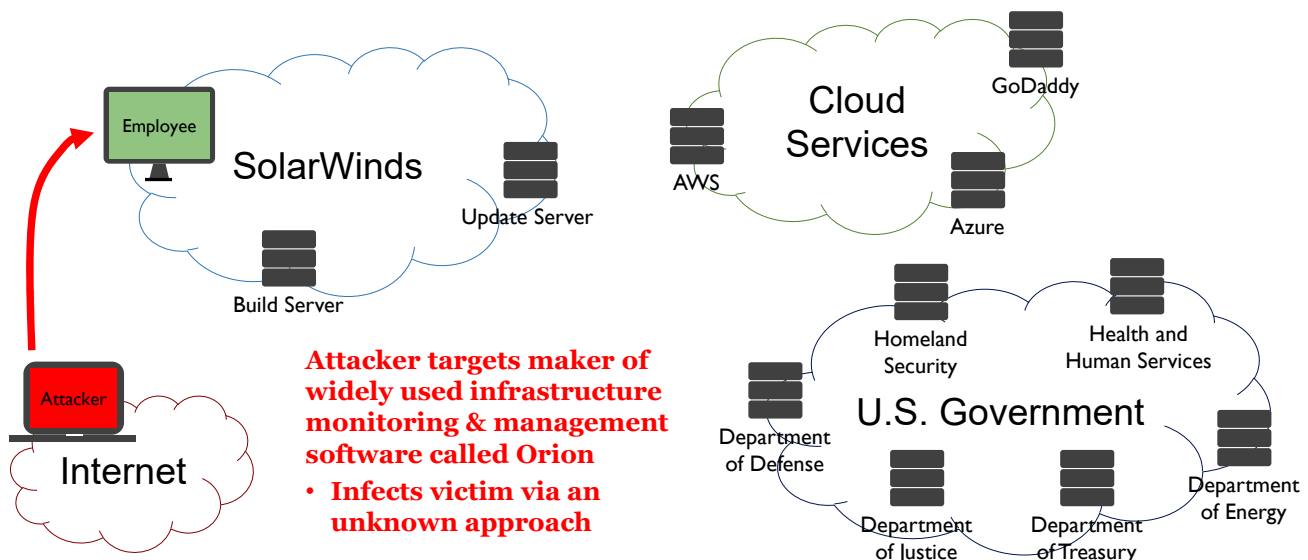 Employee
SolarWinds
Update Server
Build Server
Attacker
Internet
Attacker targets maker of
widely used infrastructure
monitoring & management
software called Orion
• Infects victim via an
unknown approach
Cloud
Services
GoDaddy
AWS
Azure
Homeland
Security
Health and
Human Services
U.S. Government
Department
of Defense
Department
of Justice
Department
of Treasury
Department
of Energy